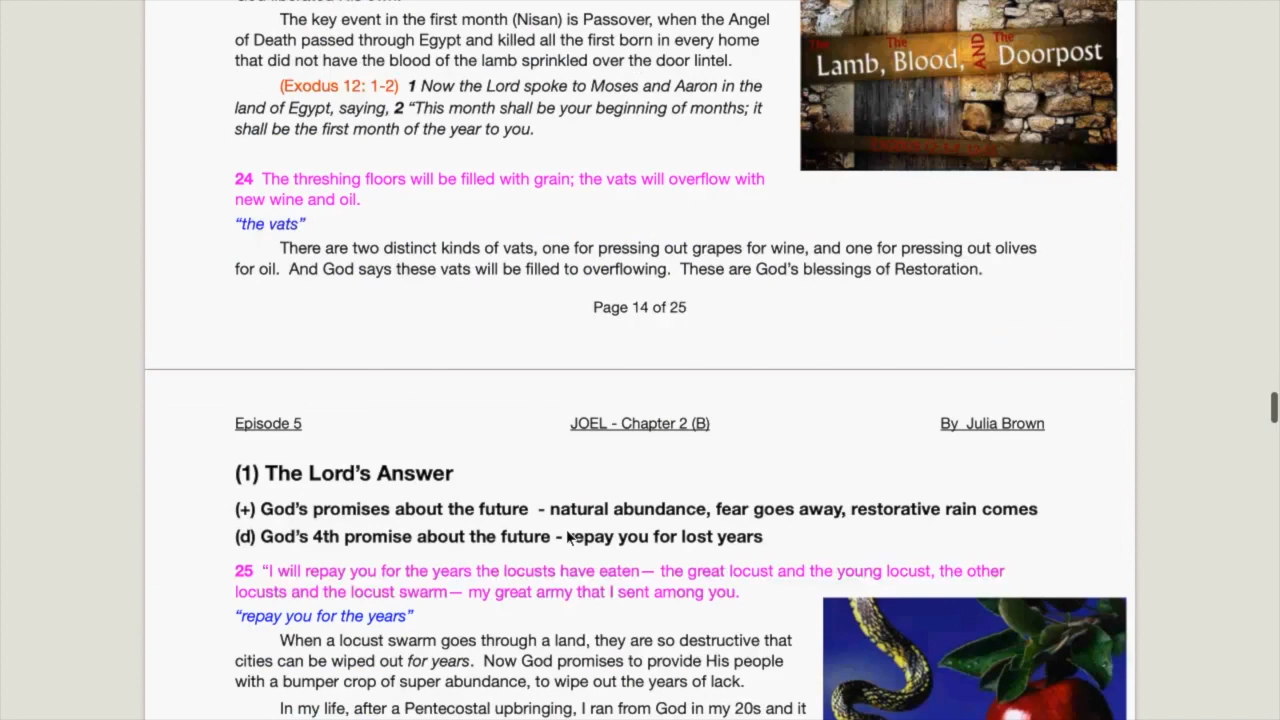 The key event in the first month (Nisan) is Passover, when the Angel
of Death passed through Egypt and killed all the first born in every home
that did not have the blood of the lamb sprinkled over the door lintel.
(Exodus 12: 1-2) 1 Now the Lord spoke to Moses and Aaron in the
land of Egypt, saying, 2 “This month shall be your beginning of months; it
shall be the first month of the year to you.
The Lamb, The Blood, AND The Doorpost
24 The threshing floors will be filled with grain; the vats will overflow with
new wine and oil.
“the vats”
There are two distinct kinds of vats, one for pressing out grapes for wine, and one for pressing out olives
for oil. And God says these vats will be filled to overflowing. These are God’s blessings of Restoration.
Page 14 of 25
Episode 5 JOEL - Chapter 2 (B) By Julia Brown
(1) The Lord’s Answer
(+) God’s promises about the future - natural abundance, fear goes away, restorative rain comes
(d) God’s 4th promise about the future - repay you for lost years
25 “I will repay you for the years the locusts have eaten— the great locust and the young locust, the other
locusts and the locust swarm— my great army that I sent among you.
“repay you for the years”
When a locust swarm goes through a land, they are so destructive that
cities can be wiped out for years. Now God promises to provide His people
with a bumper crop of super abundance, to wipe out the years of lack.
In my life, after a Pentecostal upbringing, I ran from God in my 20s and it